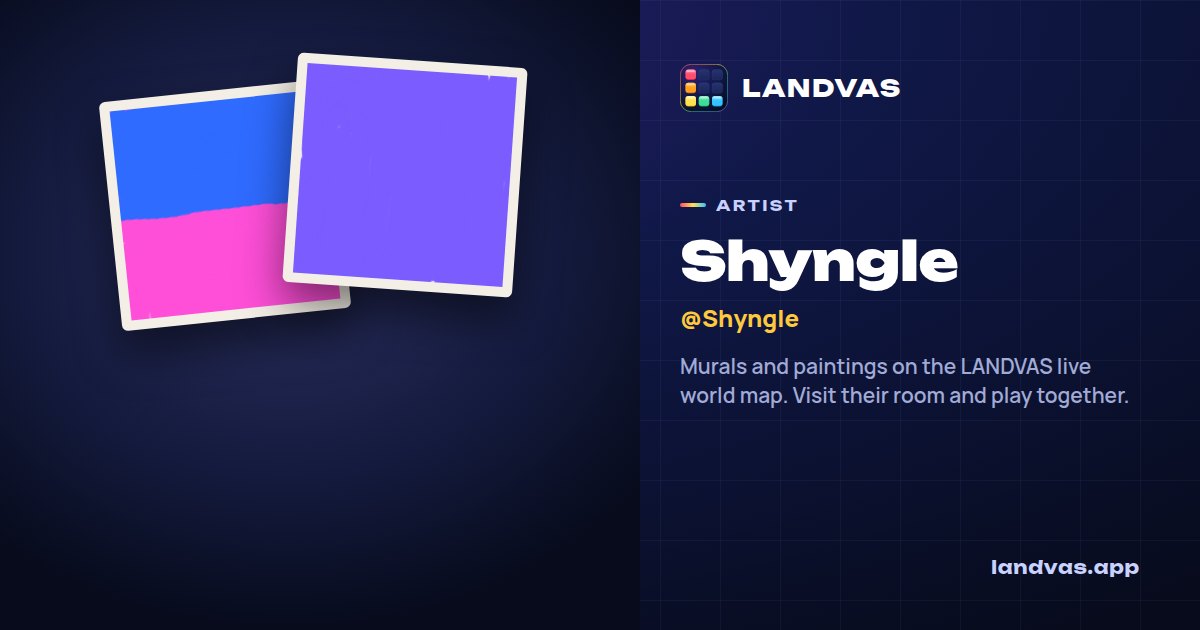 LANDVAS
ARTIST
Shyngle
@Shyngle
Murals and paintings on the LANDVAS live
world map. Visit their room and play together.
landvas.app